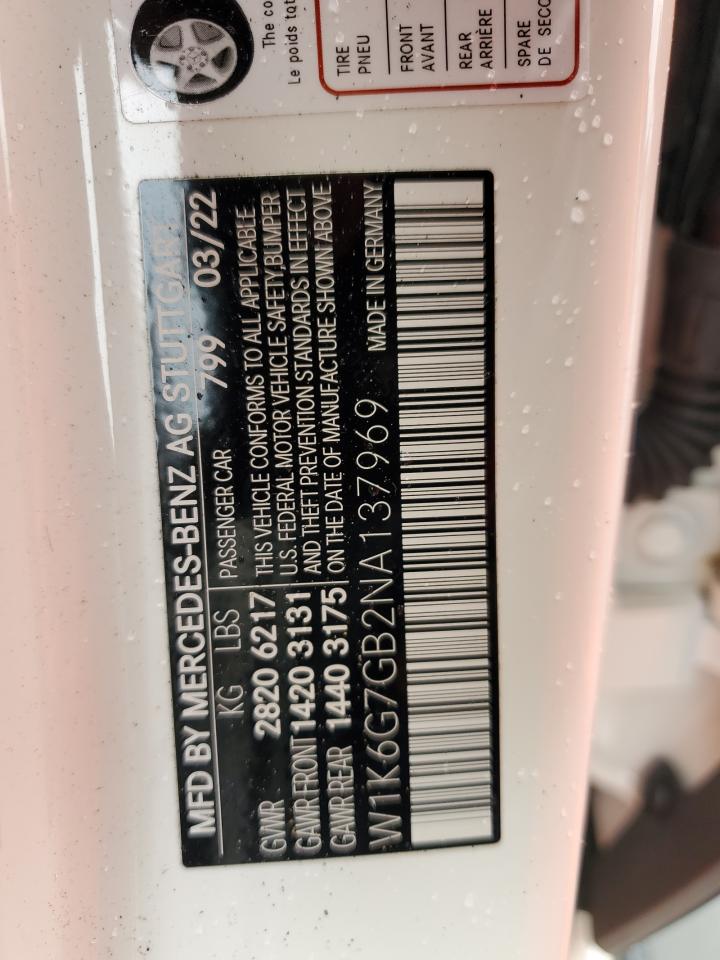 The co
Le poids tot
TIRE
PNEU
FRONT
AVANT
REAR
ARRIÈRE
SPARE
DE SECO
MFD BY MERCEDES-BENZ AG STUTTGART
KG LBS 799 03/22
GVWR 2820 6217
GAWR FRONT 1420 3131
GAWR REAR 1440 3175
PASSENGER CAR
THIS VEHICLE CONFORMS TO ALL APPLICABLE
U.S. FEDERAL MOTOR VEHICLE SAFETY,BUMPER
AND THEFT PREVENTION STANDARDS IN EFFECT
ON THE DATE OF MANUFACTURE SHOWN ABOVE
W1K6G7GB2NA137969 MADE IN GERMANY